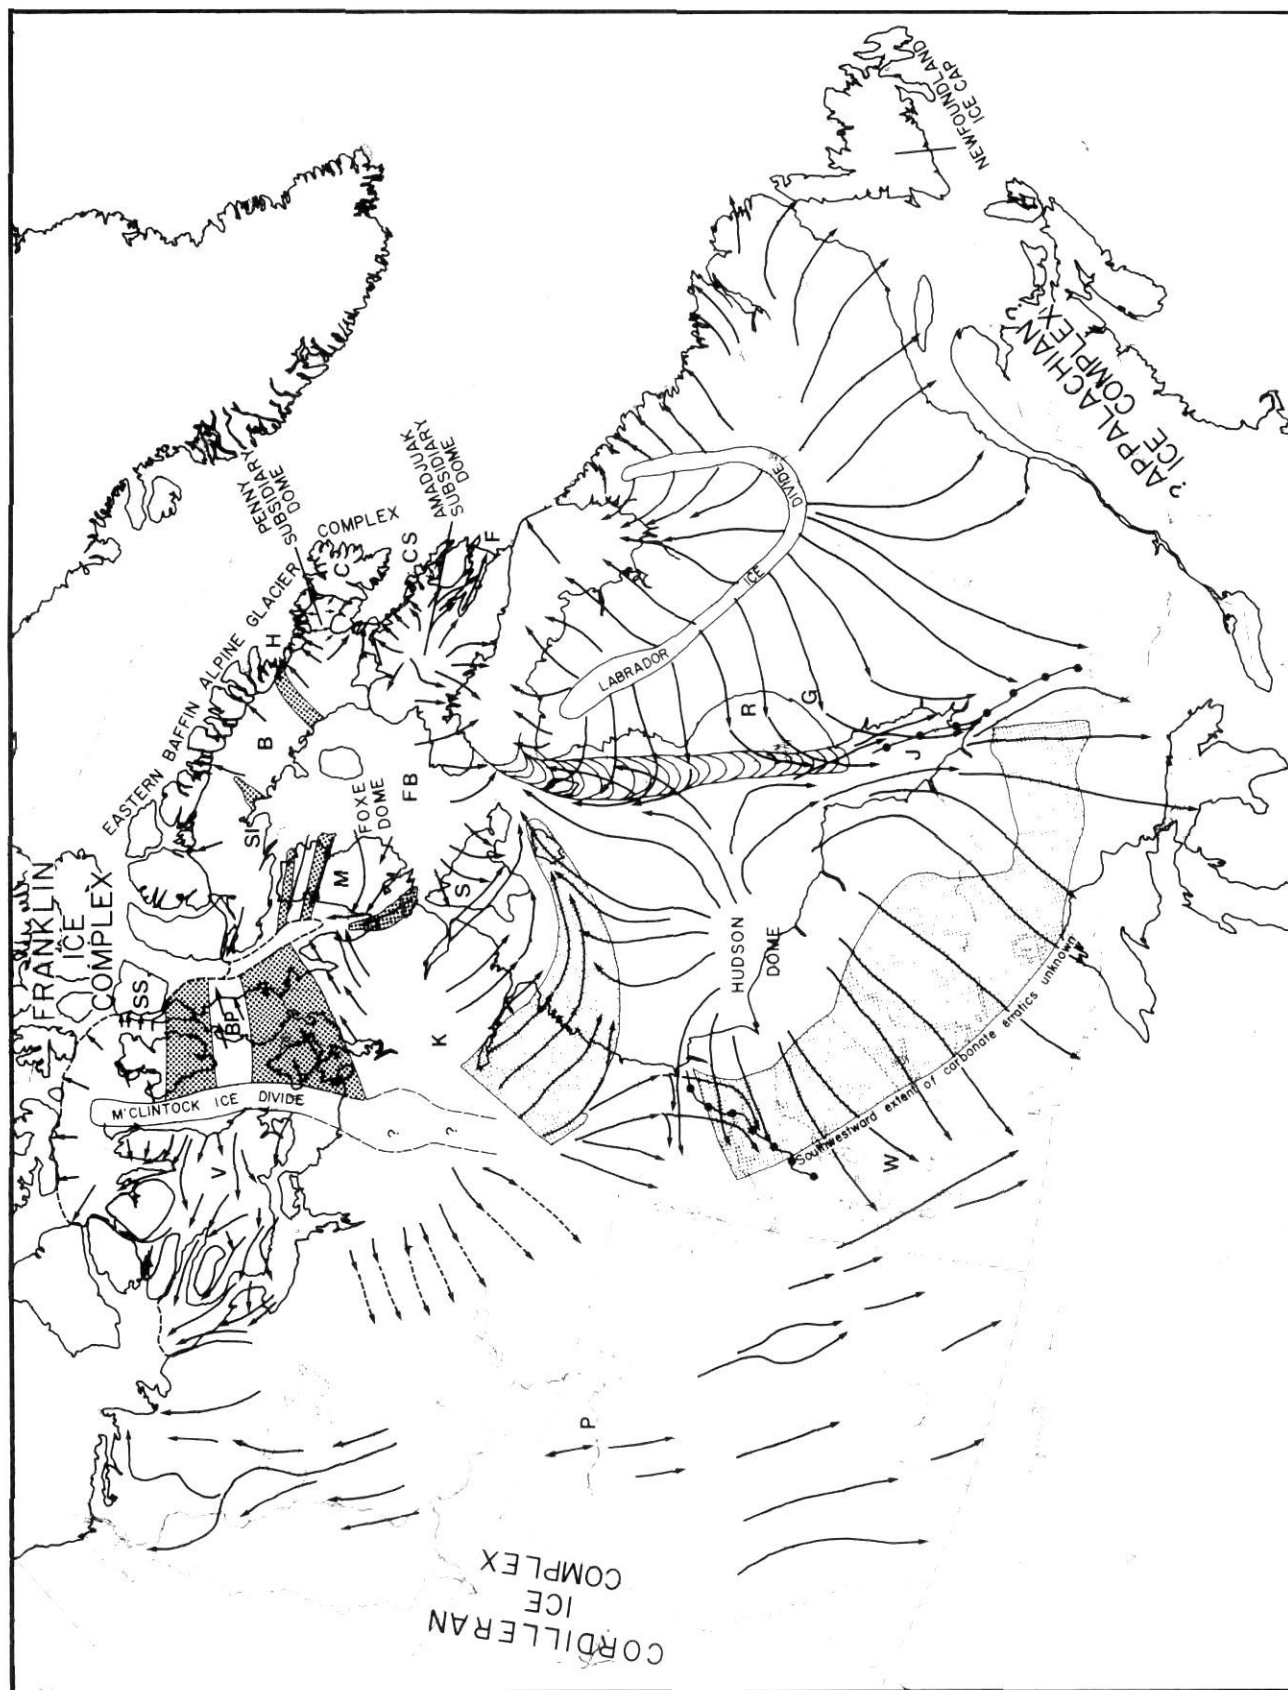 FRANKLIN
ICE
COMPLEX
EASTERN BAFFIN ALPINE GLACIER
COMPLEX
PENNY
SUBSIDIARY
DOME
AMADJUAK
SUBSIDIARY
DOME
NEWFOUNDLAND
ICE CAP
? APPALACHIAN ?
ICE
COMPLEX
LABRADOR
ICE
DIVIDE
FOXE
DOME
HUDSON
DOME
M'CLINTOCK ICE DIVIDE
?
?
Southwestward extent of carbonate erratics unknown
CORDILLERAN
ICE
COMPLEX
SS
BP
SI
B
H
C
CS
F
FB
M
S
K
V
R
G
J
W
P